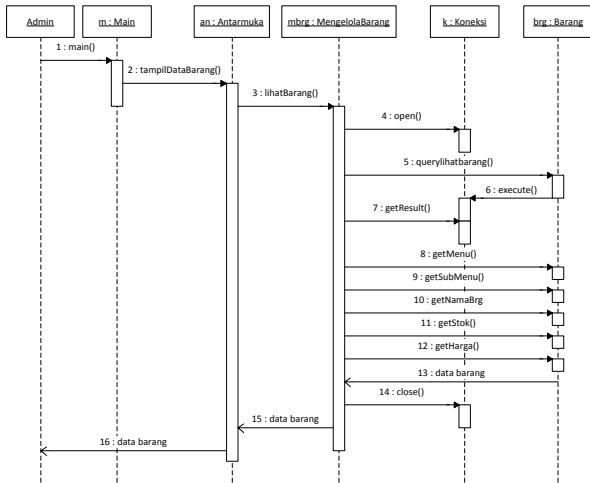 Admin
m : Main
an : Antarmuka
mbrg : MengelolaBarang
k : Koneksi
brg : Barang
1 : main()
2 : tampilDataBarang()
3 : lihatBarang()
4 : open()
5 : querylihatbarang()
6 : execute()
7 : getResult()
8 : getMenu()
9 : getSubMenu()
10 : getNamaBrg
11 : getStok()
12 : getHarga()
13 : data barang
14 : close()
15 : data barang
16 : data barang